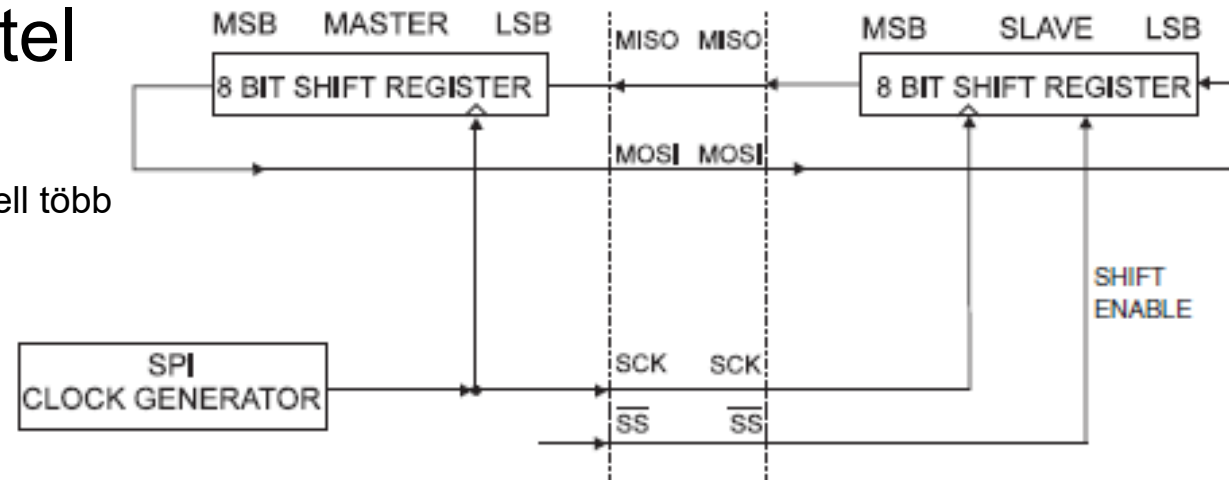 tel
ell több
MSB MASTER LSB
MISO MISO
MSB SLAVE LSB
8 BIT SHIFT REGISTER
8 BIT SHIFT REGISTER
MOSI MOSI
SHIFT
ENABLE
SPI
CLOCK GENERATOR
SCK SCK
SS SS